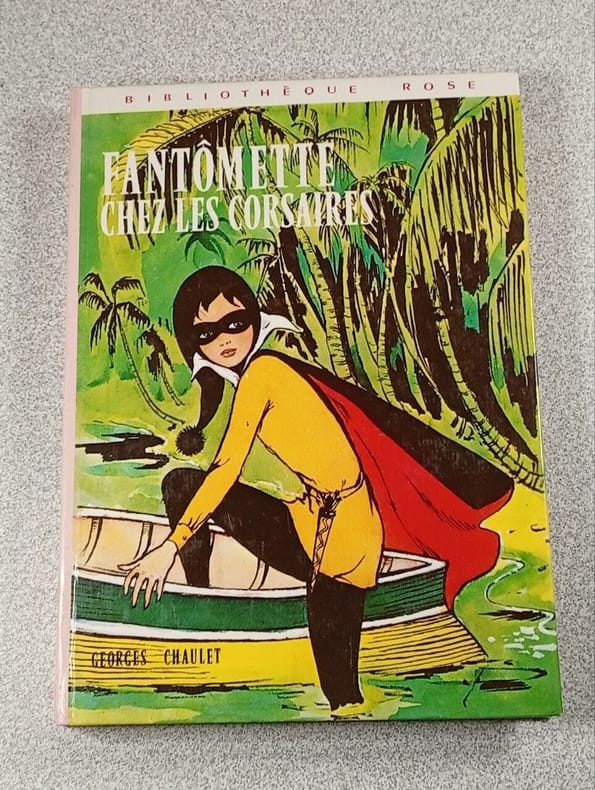 BIBLIOTHÈQUE ROSE
FANTÔMETTE
CHEZ LES CORSAIRES
GEORGES CHAULET